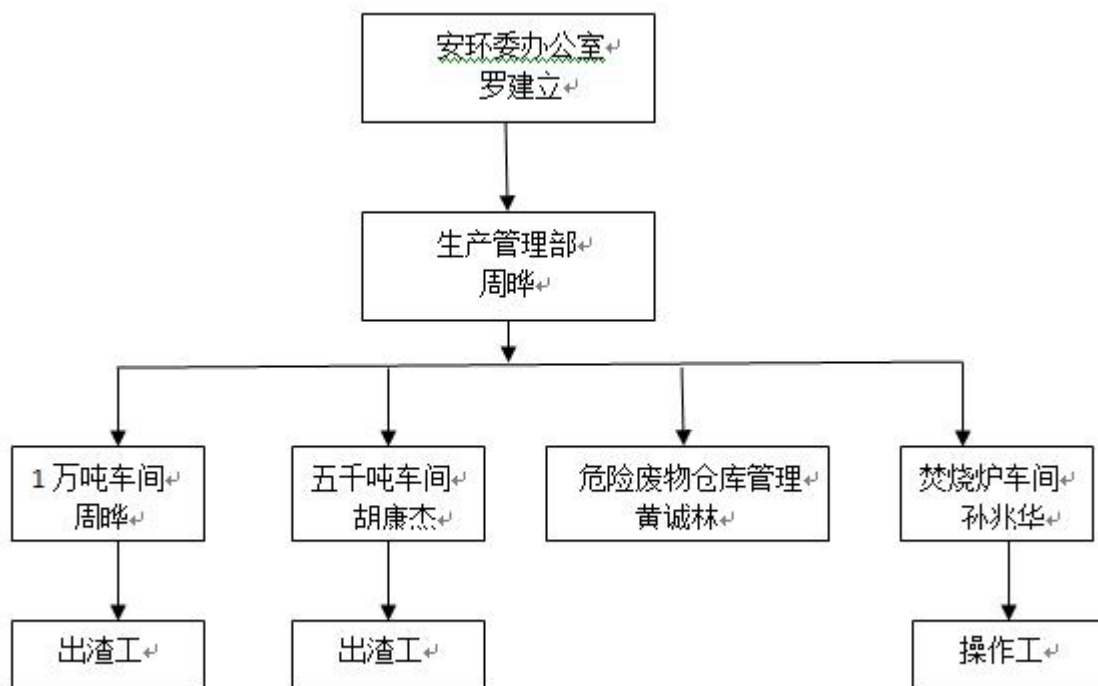 安环委办公室
罗建立
生产管理部
周晔
1万吨车间
周晔
五千吨车间
胡康杰
危险废物仓库管理
黄诚林
焚烧炉车间
孙兆华
出渣工
出渣工
操作工